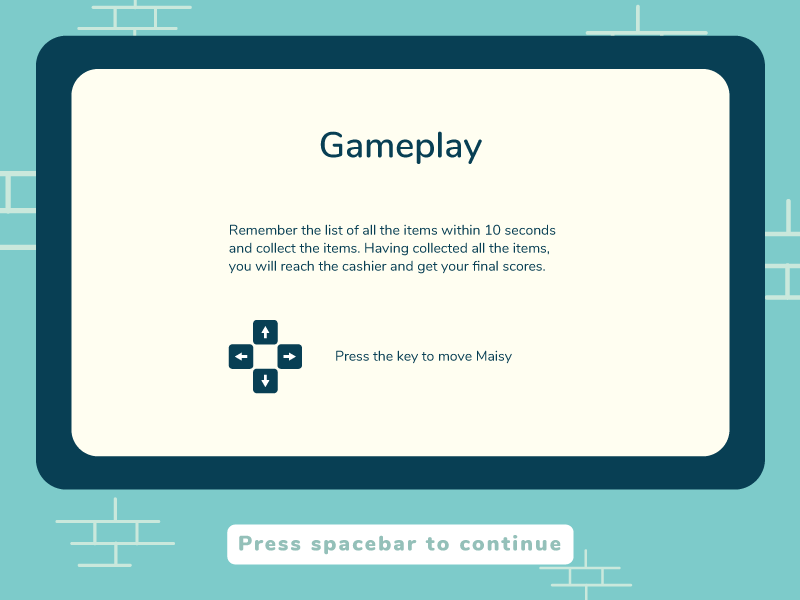 Gameplay
Remember the list of all the items within 10 seconds
and collect the items. Having collected all the items,
you will reach the cashier and get your final scores.
Press the key to move Maisy
Press spacebar to continue